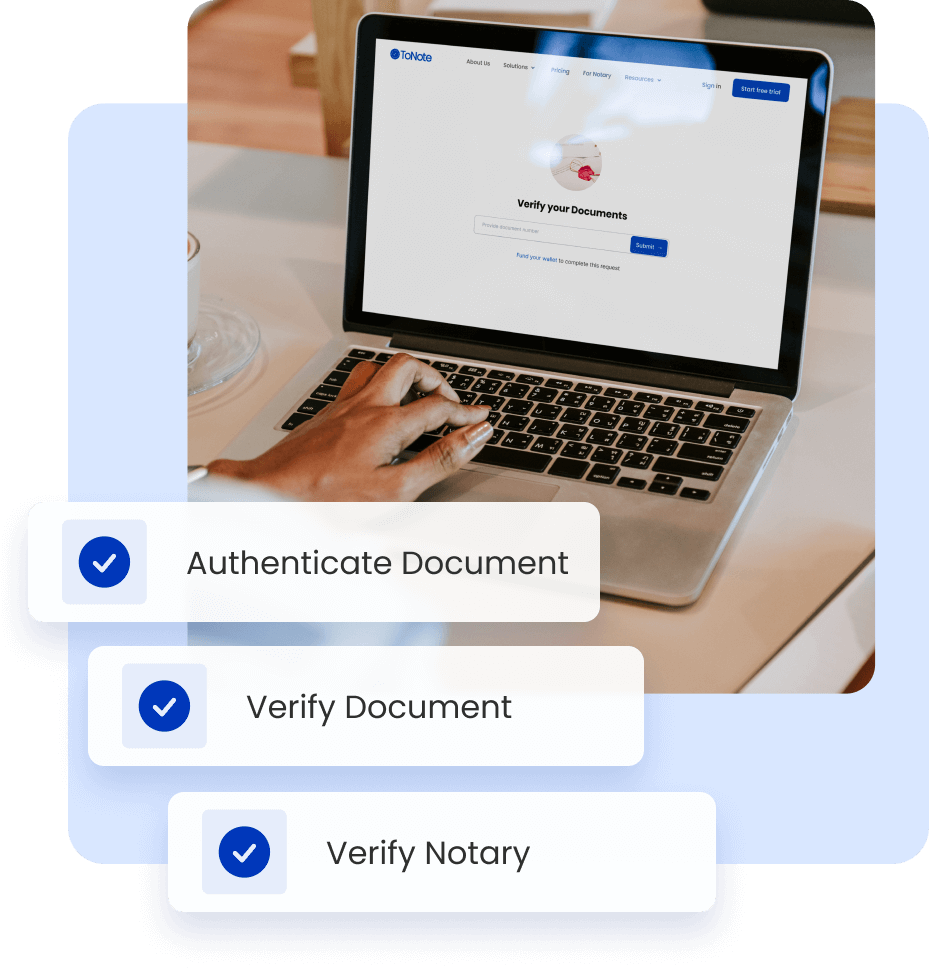 ToNote
About Us
Solutions
Pricing
For Notary
Resources
Sign in
Start free trial
Verify your Documents
Provide document number
Submit →
Fund your wallet to complete this request
Authenticate Document
Verify Document
Verify Notary